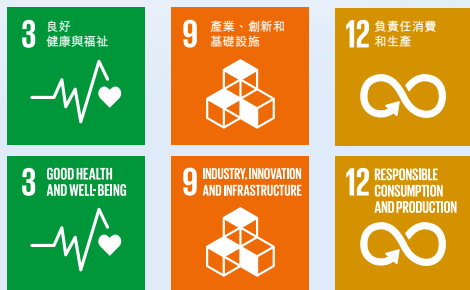 3 良好
健康與福祉
9 產業、創新和
基礎設施
12 負責任消費
和生產
3 GOOD HEALTH
AND WELL-BEING
9 INDUSTRY, INNOVATION
AND INFRASTRUCTURE
12 RESPONSIBLE
CONSUMPTION
AND PRODUCTION